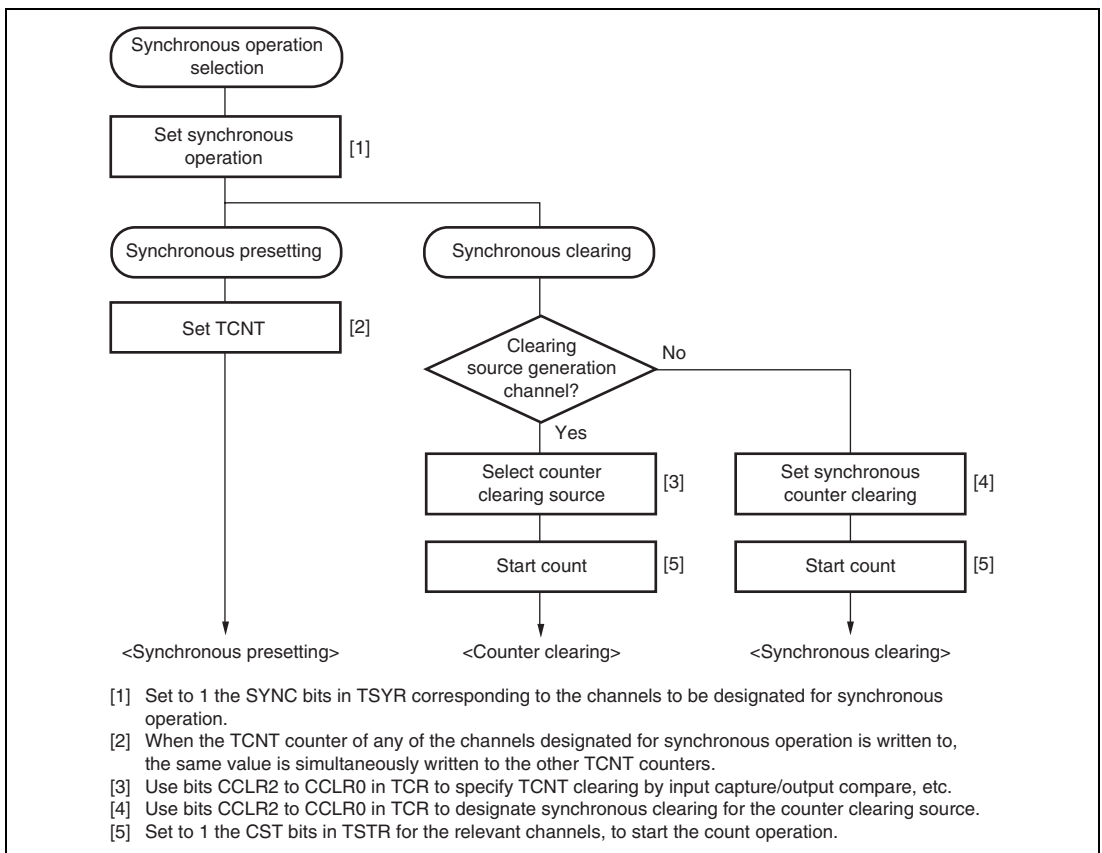 Synchronous operation
selection
Set synchronous
operation
[1]
Synchronous presetting
Synchronous clearing
Set TCNT
[2]
Clearing
source generation
channel?
No
Yes
Select counter
clearing source
[3]
Set synchronous
counter clearing
[4]
Start count
[5]
Start count
[5]
<Synchronous presetting>
<Counter clearing>
<Synchronous clearing>
[1] Set to 1 the SYNC bits in TSYR corresponding to the channels to be designated for synchronous
operation.
[2] When the TCNT counter of any of the channels designated for synchronous operation is written to,
the same value is simultaneously written to the other TCNT counters.
[3] Use bits CCLR2 to CCLR0 in TCR to specify TCNT clearing by input capture/output compare, etc.
[4] Use bits CCLR2 to CCLR0 in TCR to designate synchronous clearing for the counter clearing source.
[5] Set to 1 the CST bits in TSTR for the relevant channels, to start the count operation.